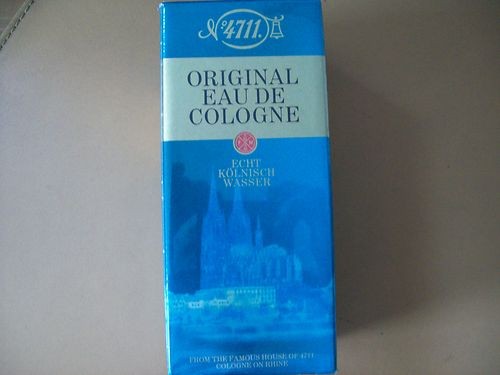 Nº 4711.
ORIGINAL
EAU DE
COLOGNE
ECHT
KÖLNISCH
WASSER
FROM THE FAMOUS HOUSE OF 4711
COLOGNE ON RHINE